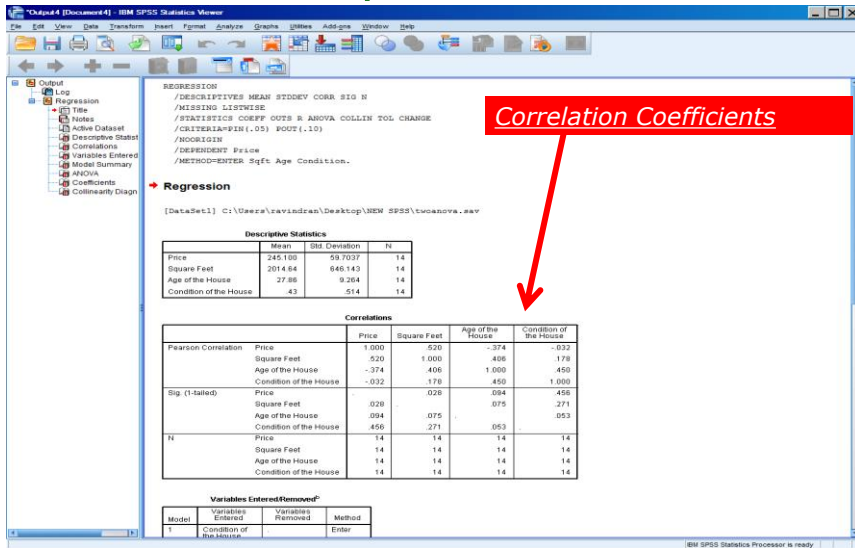 *Output4 [Document4] - IBM SPSS Statistics Viewer
File Edit View Data Transform Insert Format Analyze Graphs Utilities Add-ons Window Help
Output
Log
Regression
Title
Notes
Active Dataset
Descriptive Statist
Correlations
Variables Entered
Model Summary
ANOVA
Coefficients
Collinearity Diagn
REGRESSION
/DESCRIPTIVES MEAN STDDEV CORR SIG N
/MISSING LISTWISE
/STATISTICS COEFF OUTS R ANOVA COLLIN TOL CHANGE
/CRITERIA=PIN(.05) POUT(.10)
/NOORIGIN
/DEPENDENT Price
/METHOD=ENTER Sqft Age Condition.
Correlation Coefficients
Regression
[DataSet1] C:\Users\ravindran\Desktop\NEW SPSS\twoanova.sav
Descriptive Statistics
Mean Std. Deviation N
Price 245.100 59.7037 14
Square Feet 2014.64 646.143 14
Age of the House 27.86 9.264 14
Condition of the House .43 .514 14
Correlations
Price Square Feet Age of the House Condition of the House
Pearson Correlation Price 1.000 .520 -.374 -.032
Square Feet .520 1.000 .406 .178
Age of the House -.374 .406 1.000 .450
Condition of the House -.032 .178 .450 1.000
Sig. (1-tailed) Price . .028 .094 .456
Square Feet .028 . .075 .271
Age of the House .094 .075 . .053
Condition of the House .456 .271 .053 .
N Price 14 14 14 14
Square Feet 14 14 14 14
Age of the House 14 14 14 14
Condition of the House 14 14 14 14
Variables Entered/Removedb
Model Variables Entered Variables Removed Method
1 Condition of the House . Enter
IBM SPSS Statistics Processor is ready